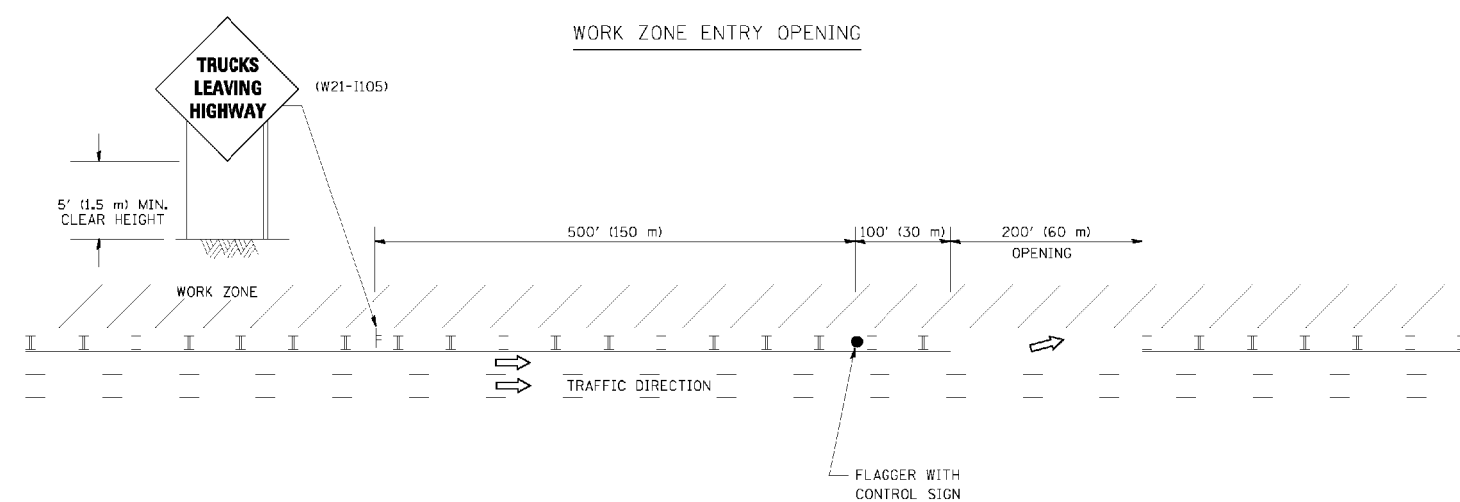 WORK ZONE ENTRY OPENING
TRUCKS
LEAVING
HIGHWAY
(W21-I105)
5' (1.5 m) MIN.
CLEAR HEIGHT
500' (150 m)
100' (30 m)
200' (60 m)
OPENING
WORK ZONE
TRAFFIC DIRECTION
FLAGGER WITH
CONTROL SIGN